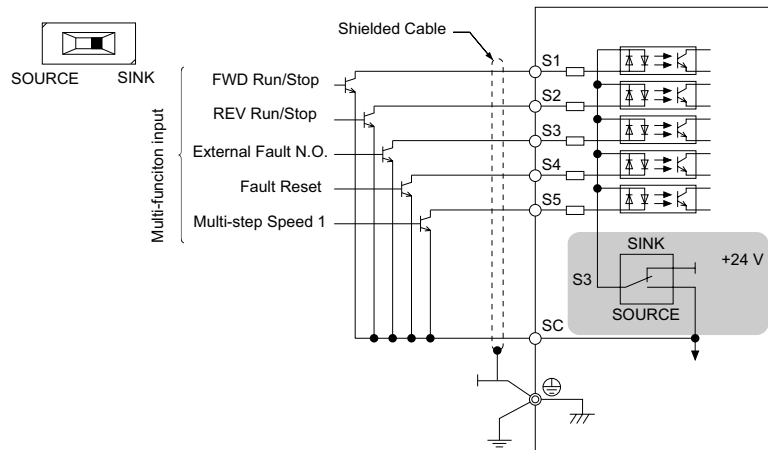 Shielded Cable
SOURCE SINK
Multi-funciton input
FWD Run/Stop
REV Run/Stop
External Fault N.O.
Fault Reset
Multi-step Speed 1
S1
S2
S3
S4
S5
SINK
+24 V
S3
SOURCE
SC